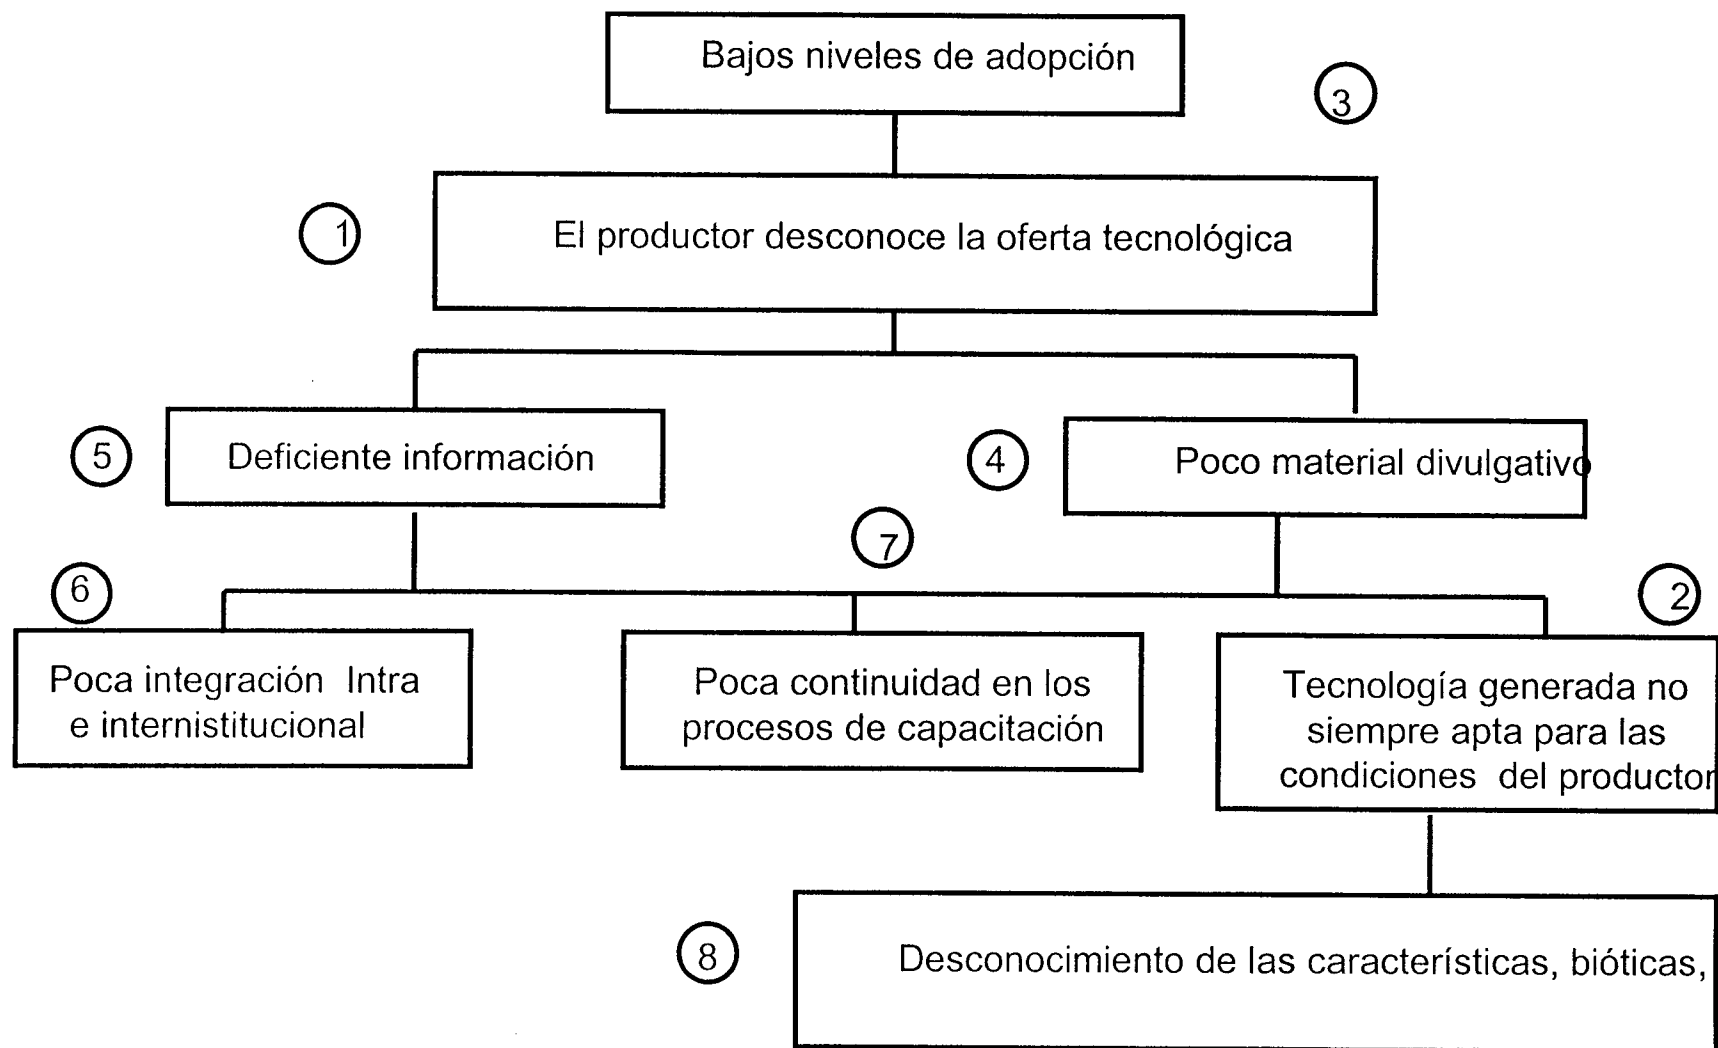 Bajos niveles de adopción
3
1
El productor desconoce la oferta tecnológica
5
Deficiente información
4
Poco material divulgativo
7
6
2
Poca integración Intra
e internistitucional
Poca continuidad en los
procesos de capacitación
Tecnología generada no
siempre apta para las
condiciones del productor
8
Desconocimiento de las características, bióticas,